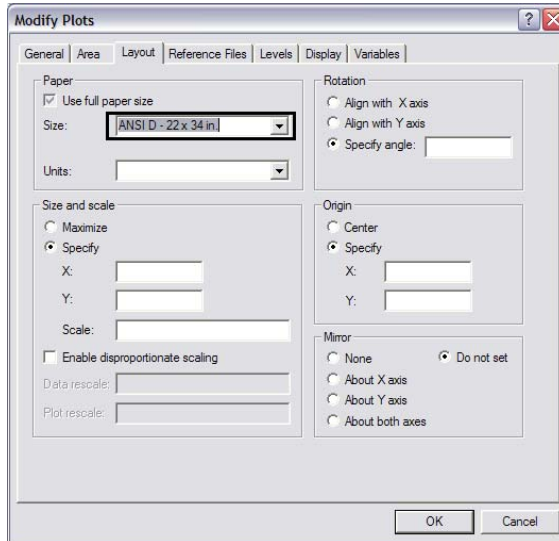 Modify Plots
General Area Layout Reference Files Levels Display Variables
Paper
Use full paper size
Size: ANSI D - 22 x 34 in.
Units:
Size and scale
Maximize
Specify
X:
Y:
Scale:
Enable disproportionate scaling
Data rescale:
Plot rescale:
Rotation
Align with X axis
Align with Y axis
Specify angle:
Origin
Center
Specify
X:
Y:
Mirror
None Do not set
About X axis
About Y axis
About both axes
OK Cancel